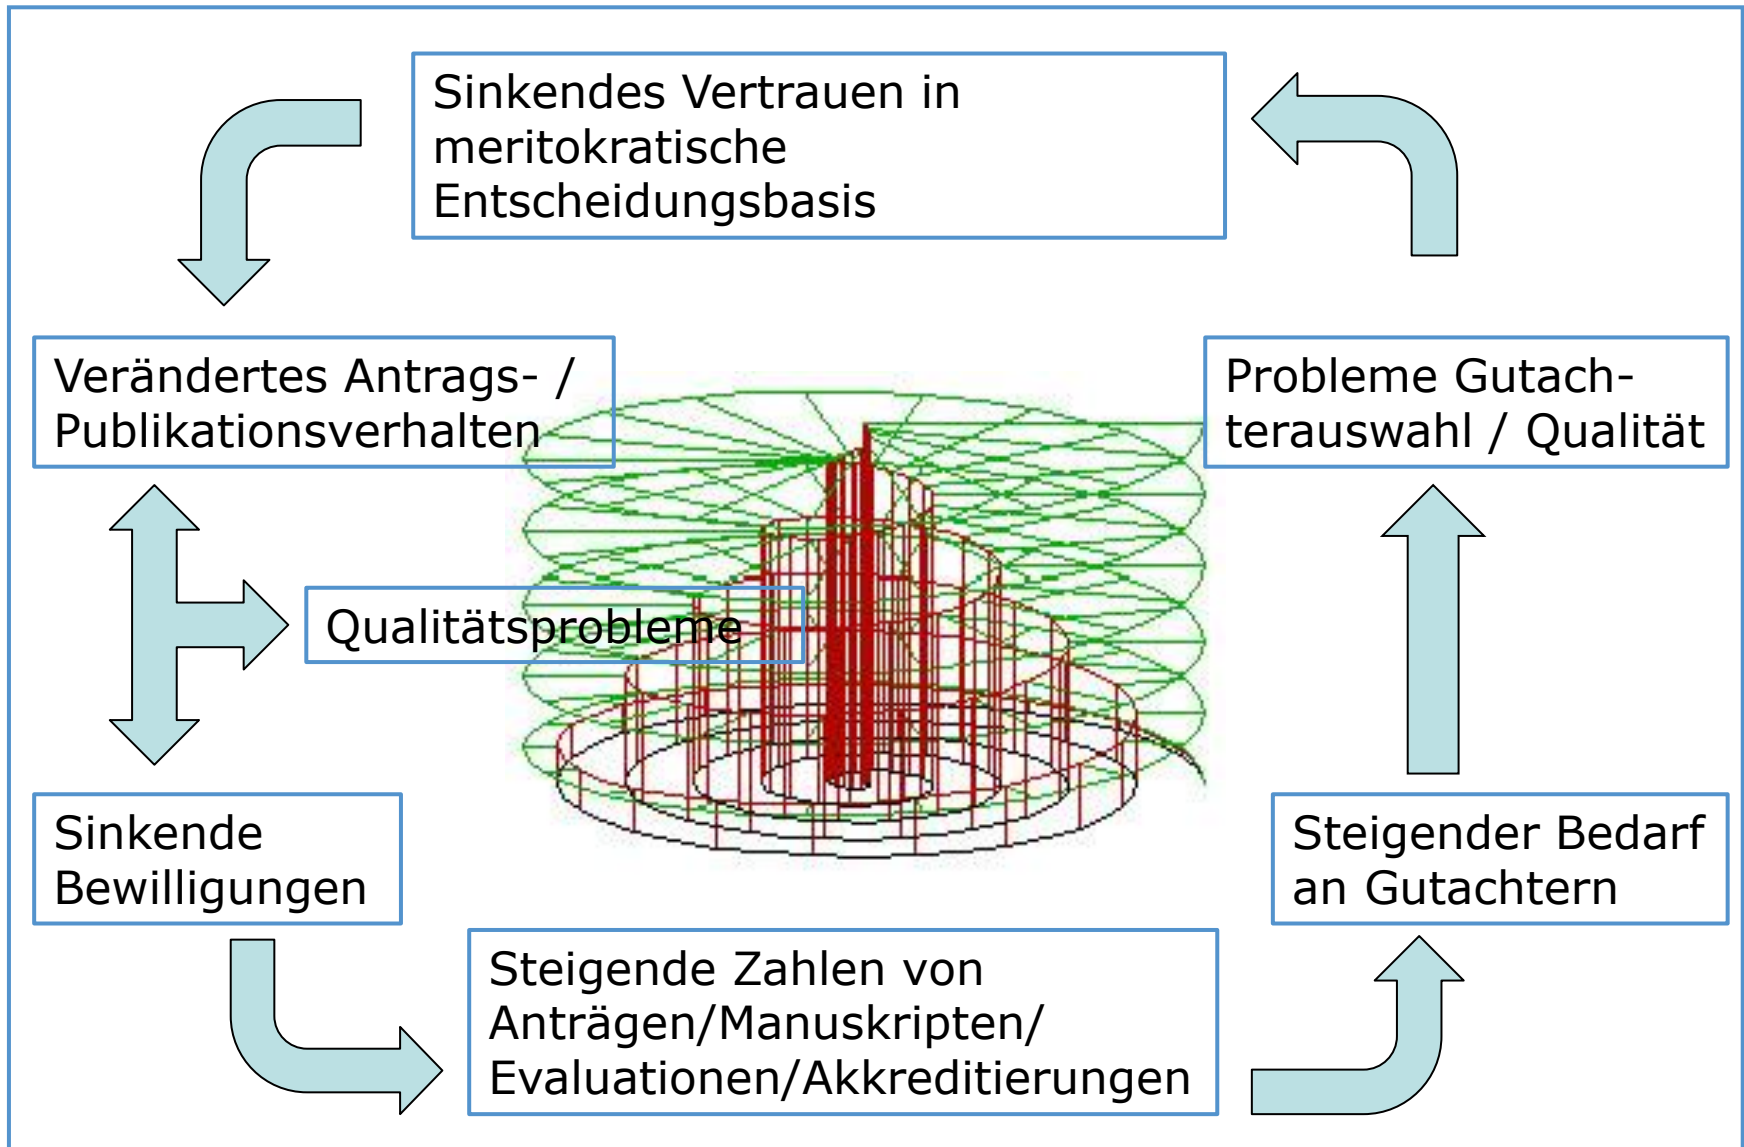 Sinkendes Vertrauen in
meritokratische
Entscheidungsbasis
Verändertes Antrags- /
Publikationsverhalten
Probleme Gutach-
terauswahl / Qualität
Qualitätsprobleme
Sinkende
Bewilligungen
Steigender Bedarf
an Gutachtern
Steigende Zahlen von
Anträgen/Manuskripten/
Evaluationen/Akkreditierungen